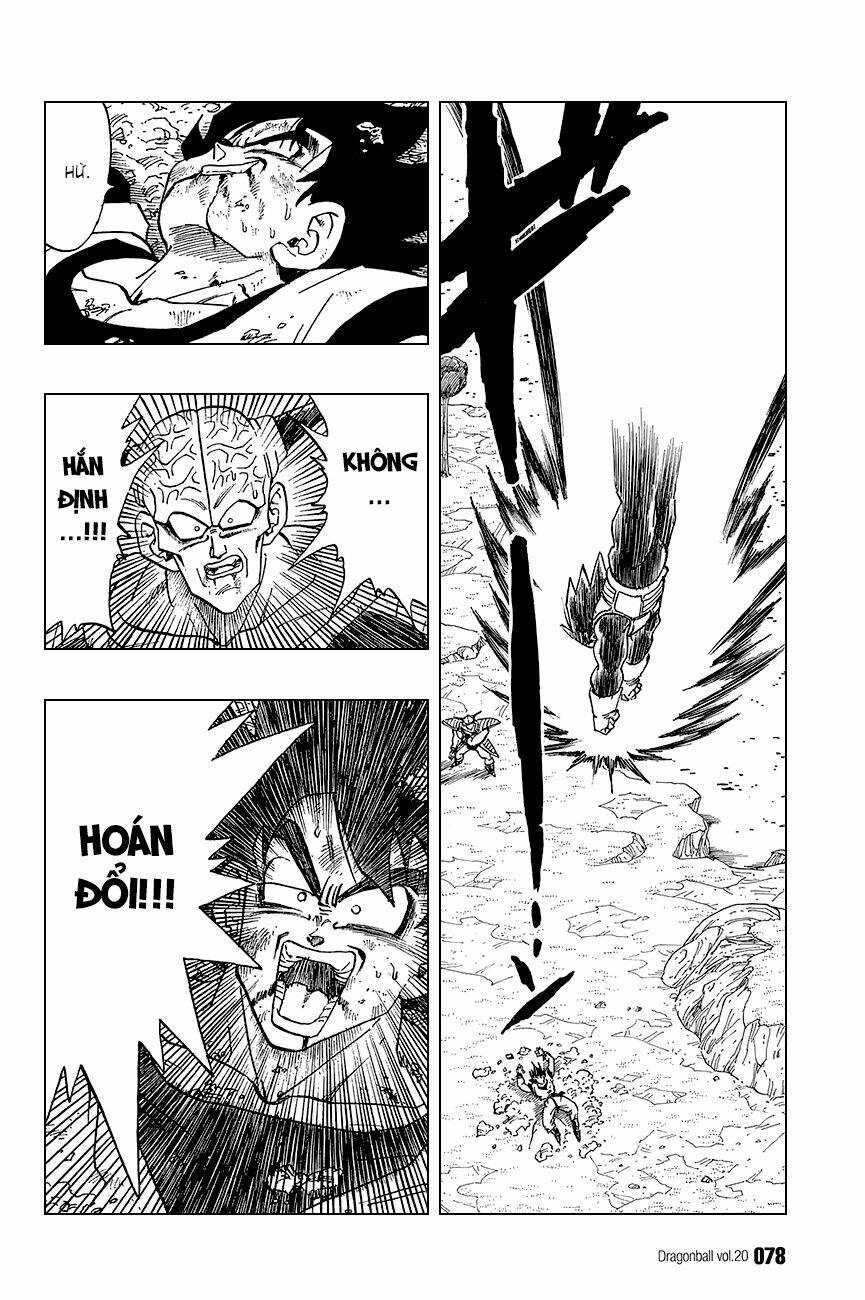 HỪ.
KHÔNG
...
HẮN
ĐỊNH
...!!!
HOÁN
ĐỔI!!!
Dragonball vol.20 078